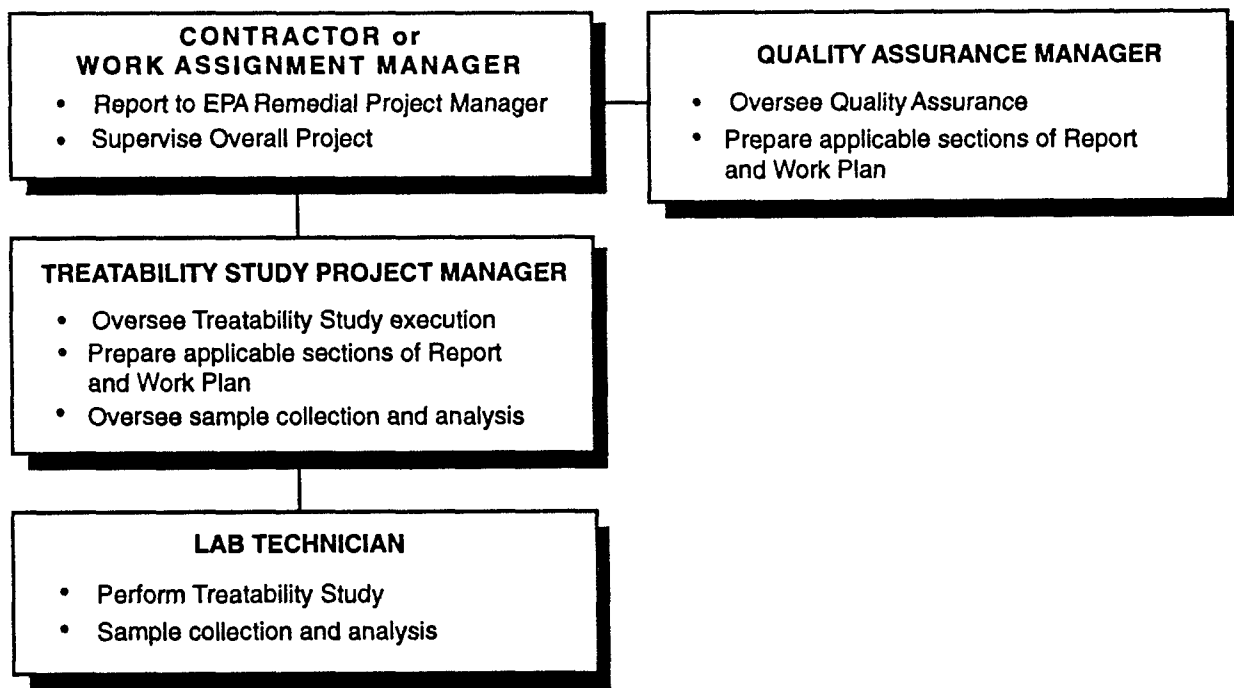 CONTRACTOR or
WORK ASSIGNMENT MANAGER
• Report to EPA Remedial Project Manager
• Supervise Overall Project
QUALITY ASSURANCE MANAGER
• Oversee Quality Assurance
• Prepare applicable sections of Report
and Work Plan
TREATABILITY STUDY PROJECT MANAGER
• Oversee Treatability Study execution
• Prepare applicable sections of Report
and Work Plan
• Oversee sample collection and analysis
LAB TECHNICIAN
• Perform Treatability Study
• Sample collection and analysis